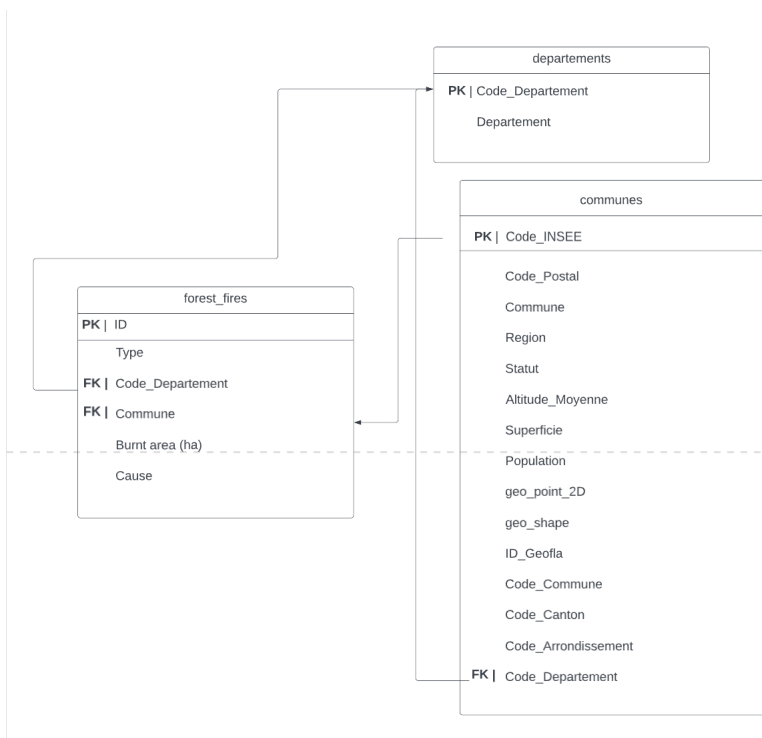 departements
PK | Code_Departement
Departement
communes
PK | Code_INSEE
Code_Postal
Commune
Region
Statut
Altitude_Moyenne
Superficie
Population
geo_point_2D
geo_shape
ID_Geofla
Code_Commune
Code_Canton
Code_Arrondissement
FK | Code_Departement
forest_fires
PK | ID
Type
FK | Code_Departement
FK | Commune
Burnt area (ha)
Cause